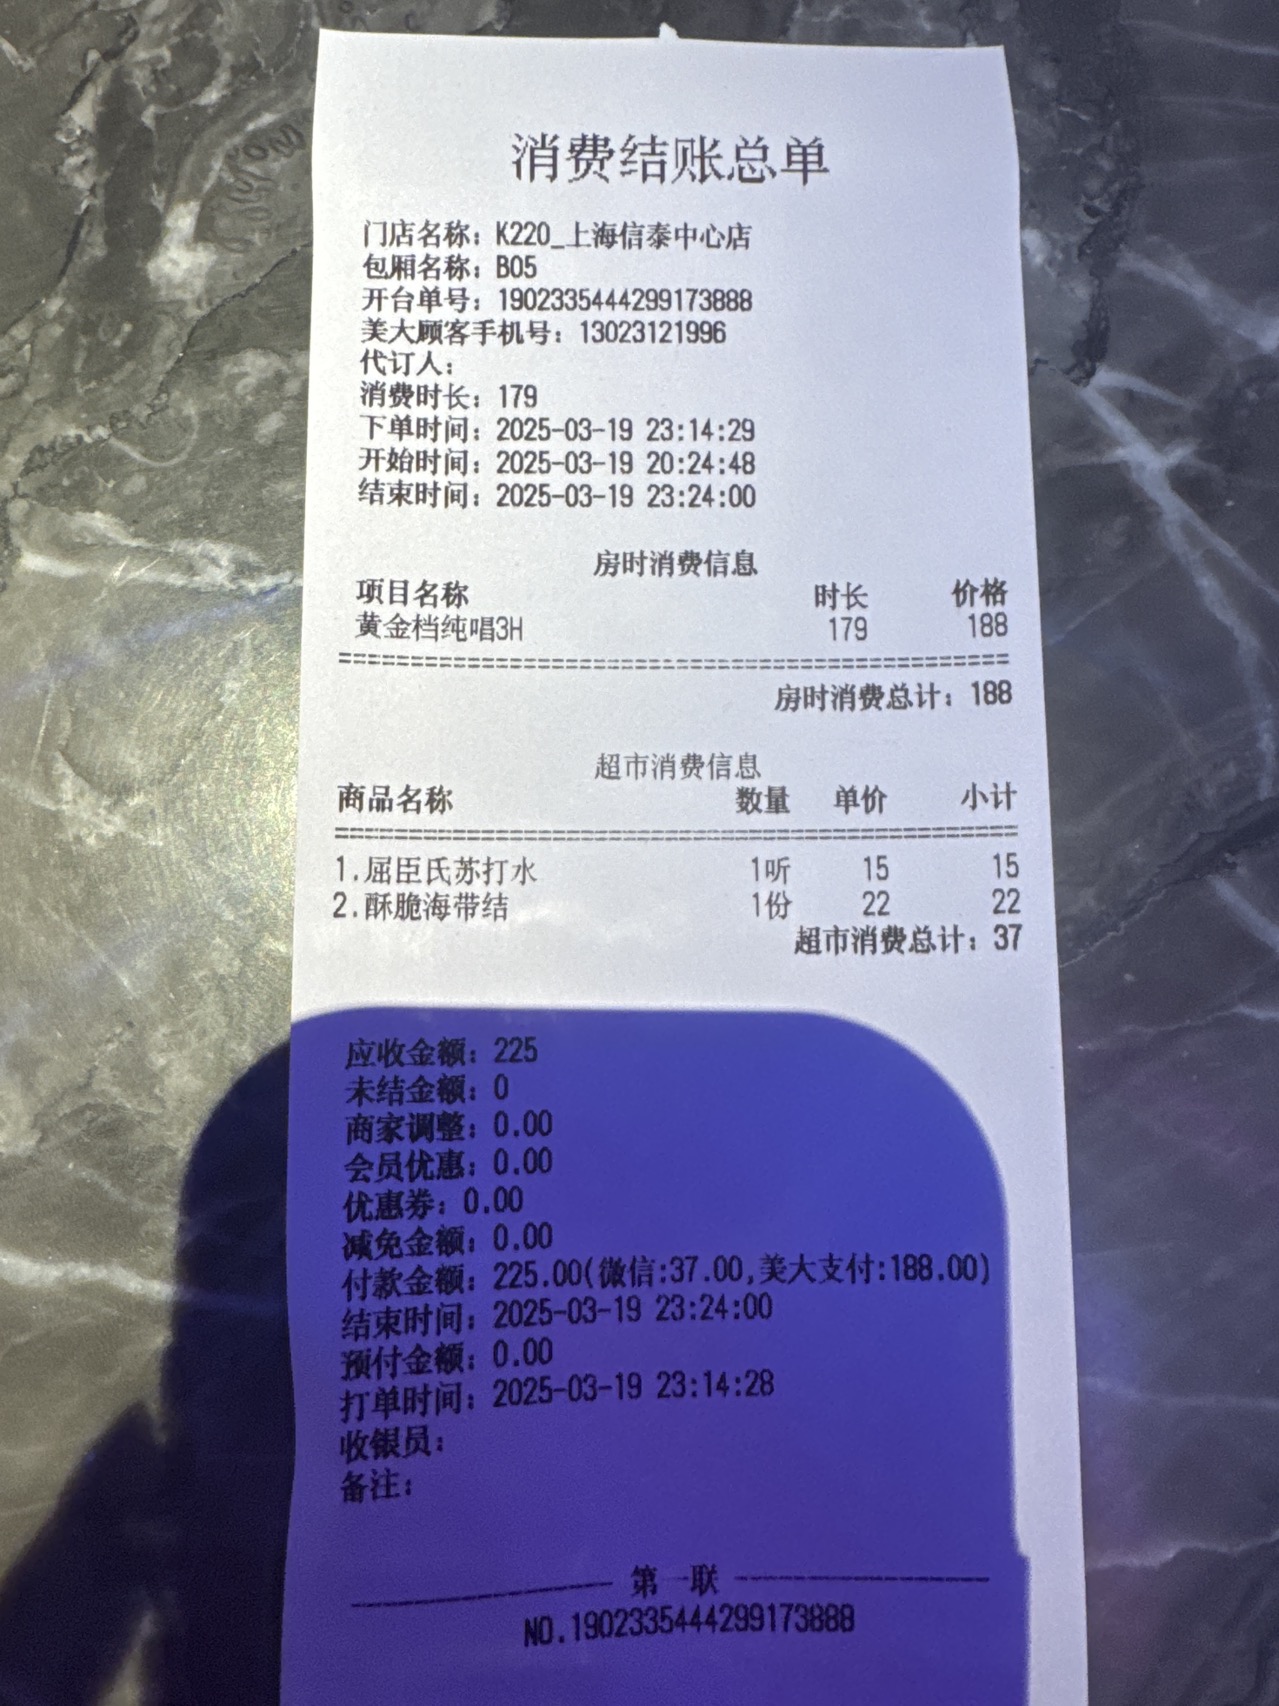 消费结账总单
门店名称：K220_上海信泰中心店
包厢名称：B05
开台单号：1902335444299173888
美大顾客手机号：13023121996
代订人：
消费时长：179
下单时间：2025-03-19 23:14:29
开始时间：2025-03-19 20:24:48
结束时间：2025-03-19 23:24:00
房时消费信息
项目名称 时长 价格
黄金档纯唱3H 179 188
房时消费总计：188
超市消费信息
商品名称 数量 单价 小计
1.屈臣氏苏打水 1听 15 15
2.酥脆海带结 1份 22 22
超市消费总计：37
应收金额：225
未结金额：0
商家调整：0.00
会员优惠：0.00
优惠券：0.00
减免金额：0.00
付款金额：225.00(微信:37.00,美大支付:188.00)
结束时间：2025-03-19 23:24:00
预付金额：0.00
打单时间：2025-03-19 23:14:28
收银员：
备注：
第一联
NO.1902335444299173888